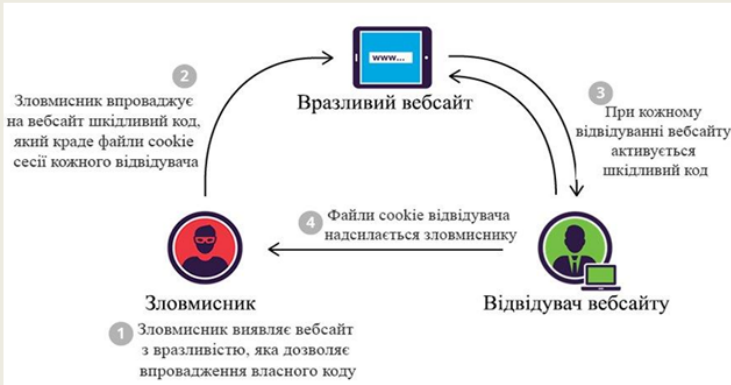 www...
Вразливий вебсайт
2
Зловмисник впроваджує
на вебсайт шкідливий код,
який краде файли cookie
сесії кожного відвідувача
3
При кожному
відвідуванні вебсайту
активується
шкідливий код
4
Файли cookie відвідувача
надсилається зловмиснику
Зловмисник
Відвідувач вебсайту
1
Зловмисник виявляє вебсайт
з вразливістю, яка дозволяє
впровадження власного коду